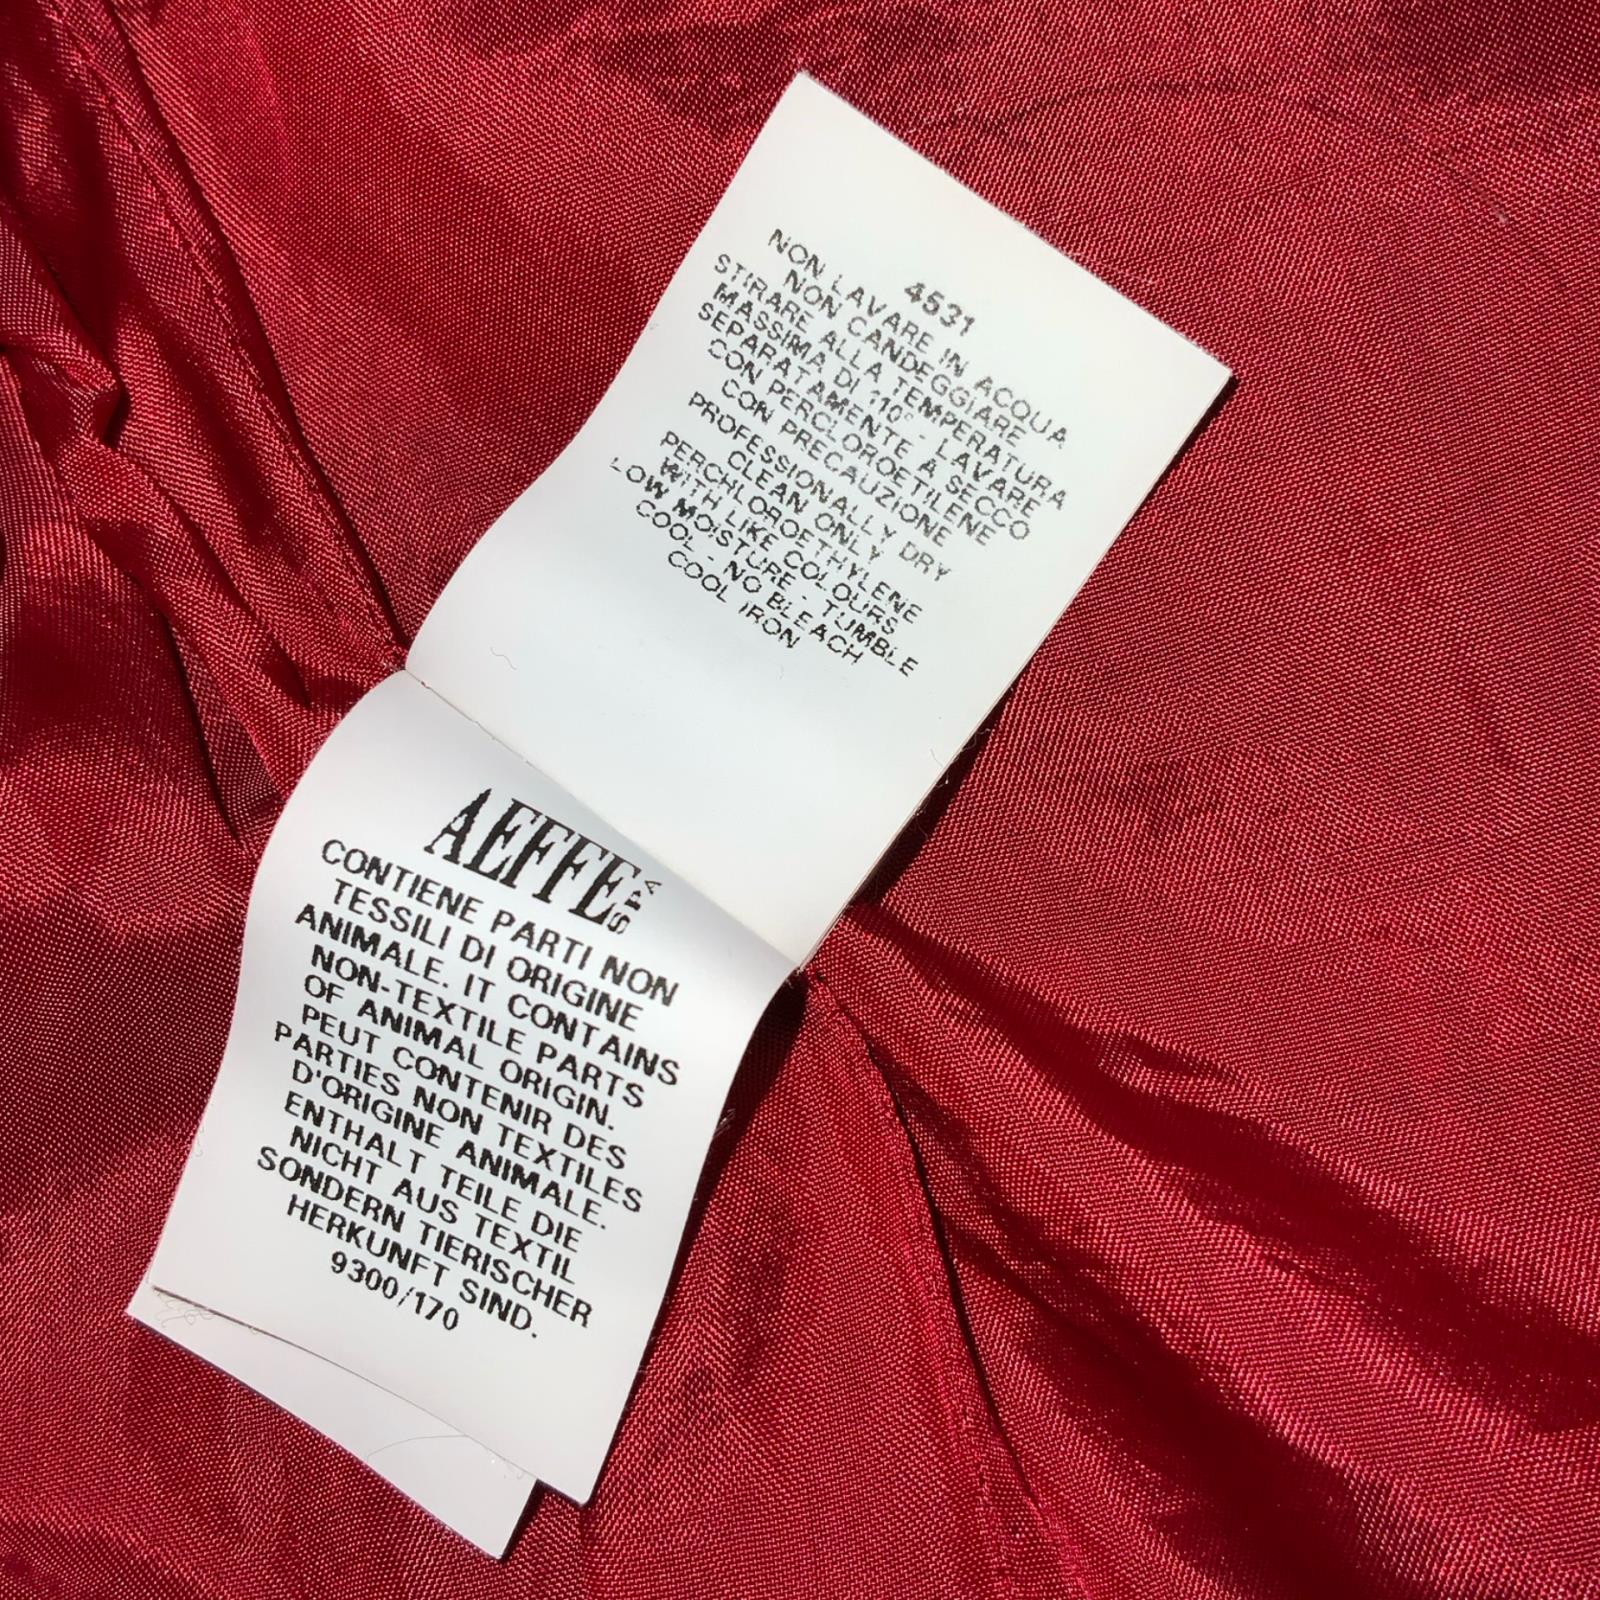 4531
NON LAVARE IN ACQUA
NON CANDEGGIARE
STIRARE ALLA TEMPERATURA
MASSIMA DI 110° - LAVARE
SEPARATAMENTE A SECCO
CON PERCLOROETILENE
CON PRECAUZIONE
PROFESSIONALLY DRY
CLEAN ONLY
PERCHLOROFTHYLENE
WITH LIKE COLOURS
LOW MOISTURE - TUMBLE
COOL - NO BLEACH
COOL IRON
AEFFE SPA
CONTIENE PARTI NON
TESSILI DI ORIGINE
ANIMALE. IT CONTAINS
NON-TEXTILE PARTS
OF ANIMAL ORIGIN.
PEUT CONTENIR DES
PARTIES NON TEXTILES
D'ORIGINE ANIMALE.
ENTHALT TEILE DIE
NICHT AUS TEXTIL
SONDERN TIERISCHER
HERKUNFT SIND.
9300/170